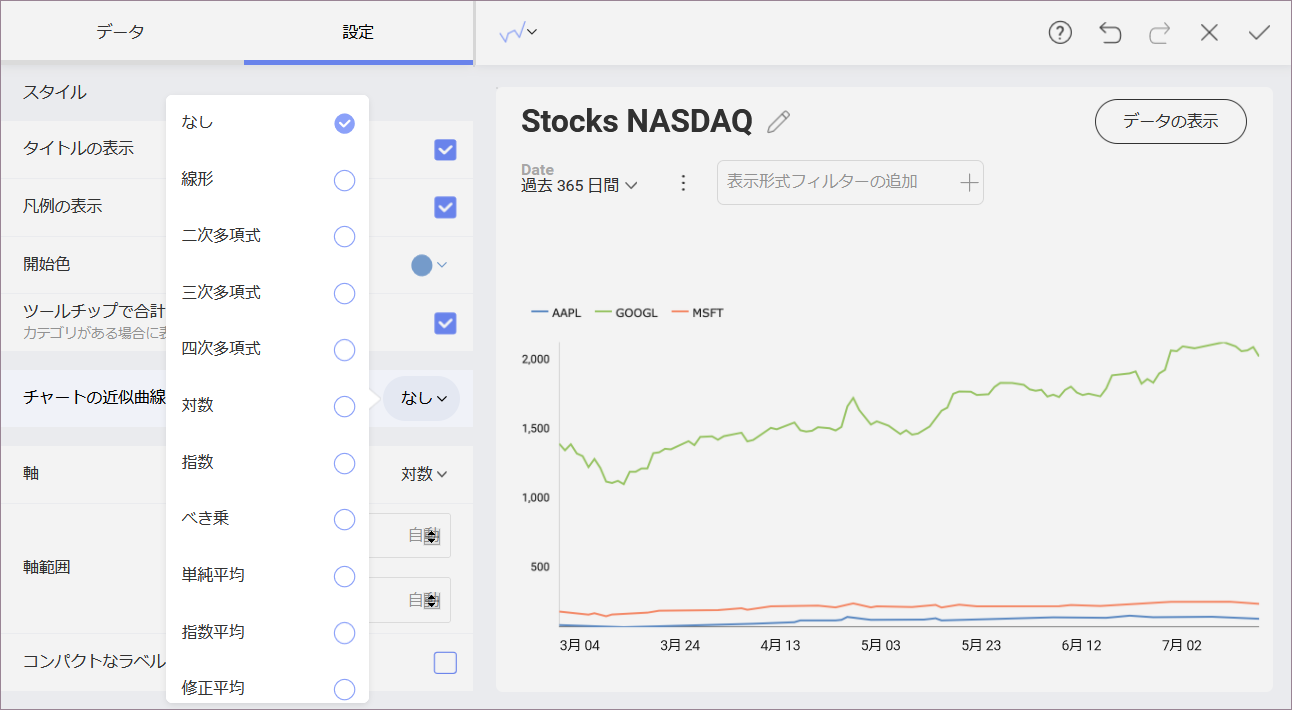 データ
設定
スタイル
タイトルの表示
凡例の表示
開始色
ツールチップで合計
カテゴリがある場合に
チャートの近似曲線
なし
軸
対数
軸範囲
自動
自動
コンパクトなラベル
なし
線形
二次多項式
三次多項式
四次多項式
対数
指数
べき乗
単純平均
指数平均
修正平均
Stocks NASDAQ
データの表示
Date
過去 365 日間
表示形式フィルターの追加
AAPL GOOGL MSFT
2,000
1,500
1,000
500
3月 04 3月 24 4月 13 5月 03 5月 23 6月 12 7月 02